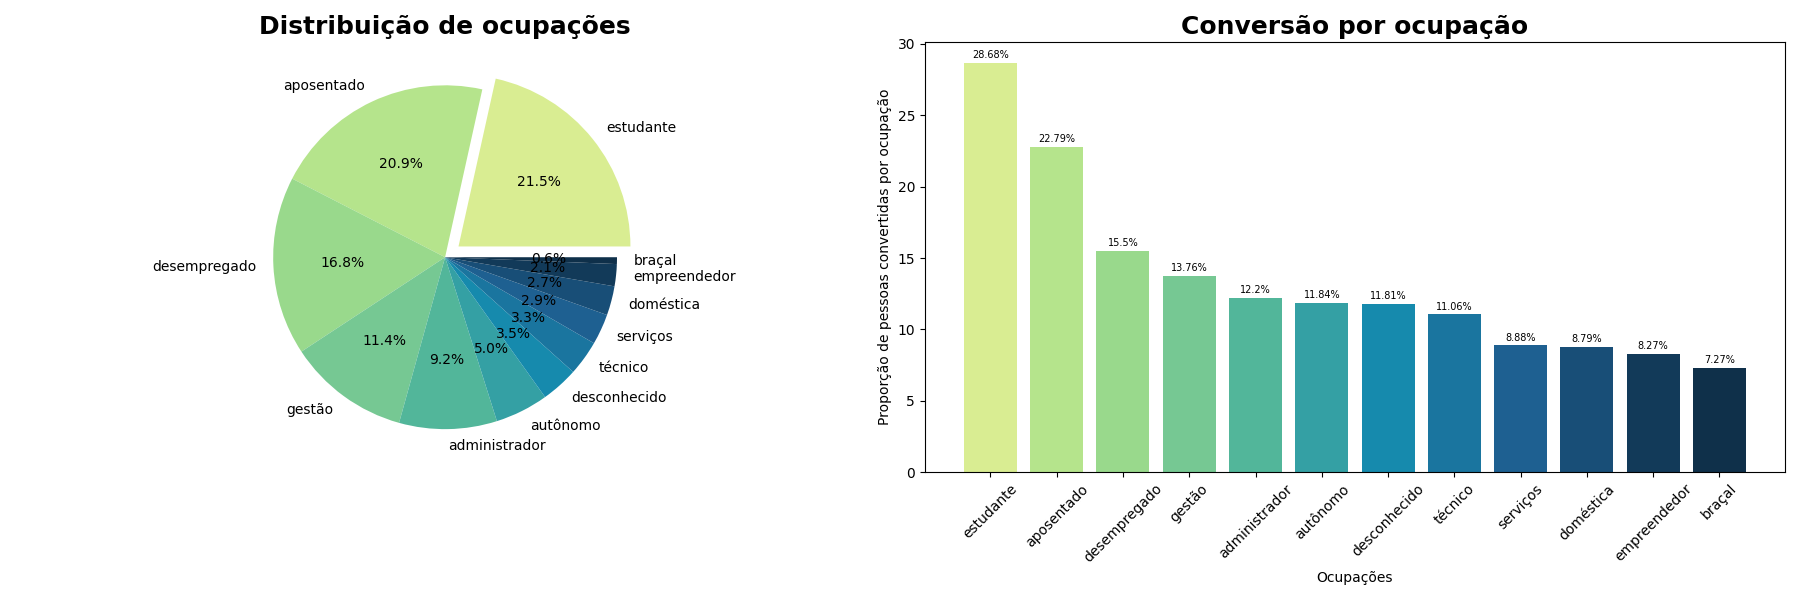 Distribuição de ocupações
estudante
21.5%
aposentado
20.9%
desempregado
16.8%
gestão
11.4%
administrador
9.2%
autônomo
5.0%
desconhecido
3.5%
técnico
3.3%
serviços
2.9%
doméstica
2.7%
empreendedor
2.1%
braçal
0.6%
Conversão por ocupação
Proporção de pessoas convertidas por ocupação
30
25
20
15
10
5
0
28.68%
22.79%
15.5%
13.76%
12.2%
11.84%
11.81%
11.06%
8.88%
8.79%
8.27%
7.27%
estudante
aposentado
desempregado
gestão
administrador
autônomo
desconhecido
técnico
serviços
doméstica
empreendedor
braçal
Ocupações